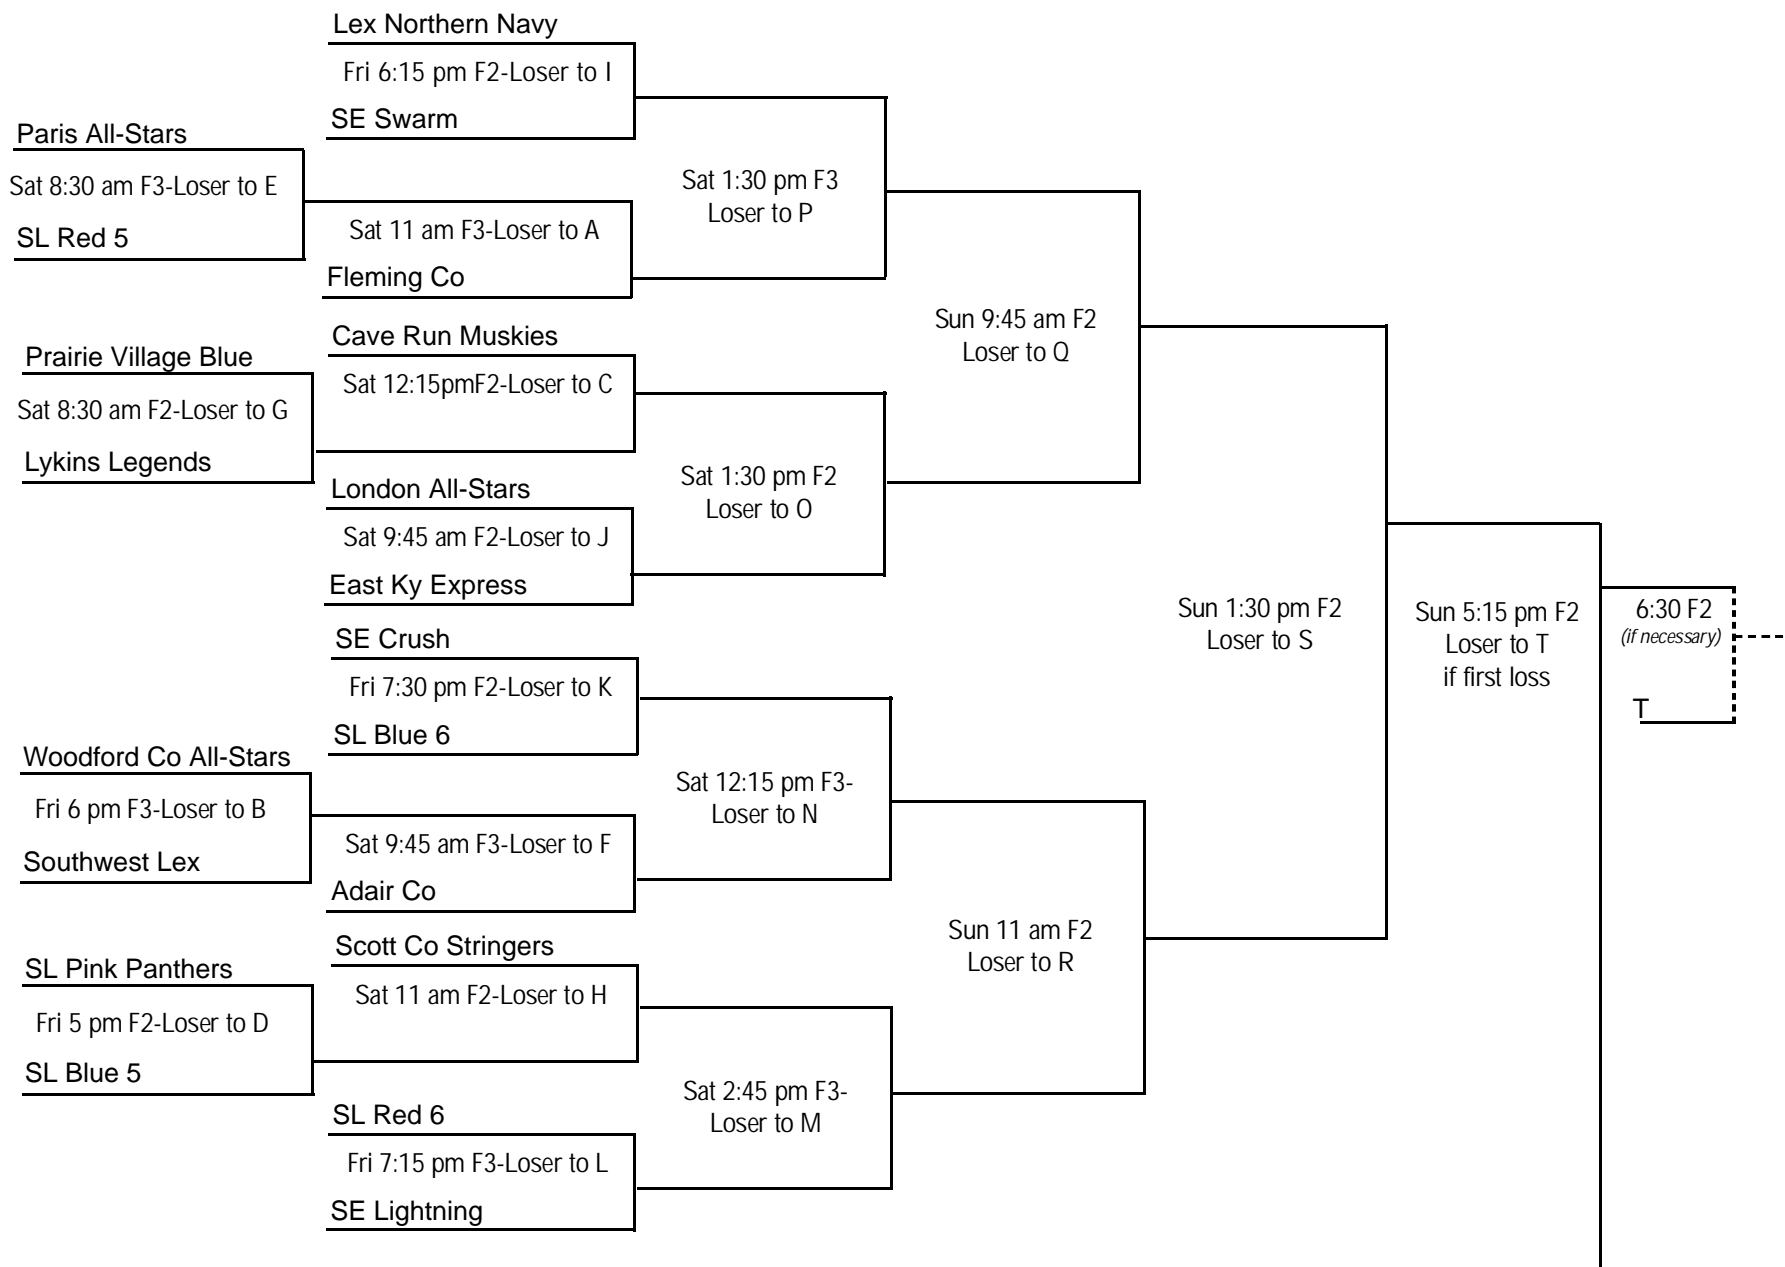 Lex Northern Navy
Fri 6:15 pm F2-Loser to I
SE Swarm
Paris All-Stars
Sat 8:30 am F3-Loser to E
SL Red 5
Sat 11 am F3-Loser to A
Fleming Co
Sat 1:30 pm F3
Loser to P
Cave Run Muskies
Prairie Village Blue
Sat 12:15pmF2-Loser to C
Sat 8:30 am F2-Loser to G
Lykins Legends
London All-Stars
Sat 9:45 am F2-Loser to J
East Ky Express
Sat 1:30 pm F2
Loser to O
Sun 9:45 am F2
Loser to Q
SE Crush
Fri 7:30 pm F2-Loser to K
SL Blue 6
Woodford Co All-Stars
Fri 6 pm F3-Loser to B
Southwest Lex
Sat 9:45 am F3-Loser to F
Adair Co
Sat 12:15 pm F3-
Loser to N
Scott Co Stringers
SL Pink Panthers
Sat 11 am F2-Loser to H
Fri 5 pm F2-Loser to D
SL Blue 5
SL Red 6
Fri 7:15 pm F3-Loser to L
SE Lightning
Sat 2:45 pm F3-
Loser to M
Sun 11 am F2
Loser to R
Sun 1:30 pm F2
Loser to S
Sun 5:15 pm F2
Loser to T
if first loss
6:30 F2
(if necessary)
T